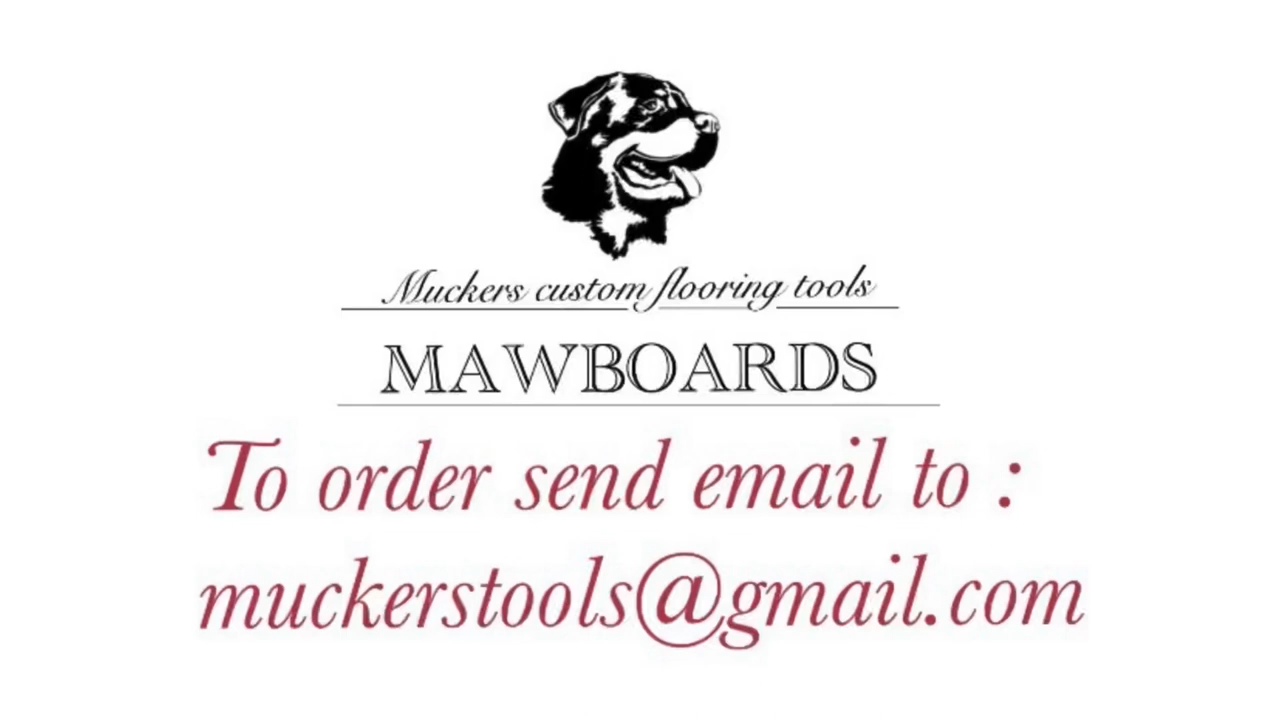 Muckers custom flooring tools
MAWBOARDS
To order send email to :
muckerstools@gmail.com